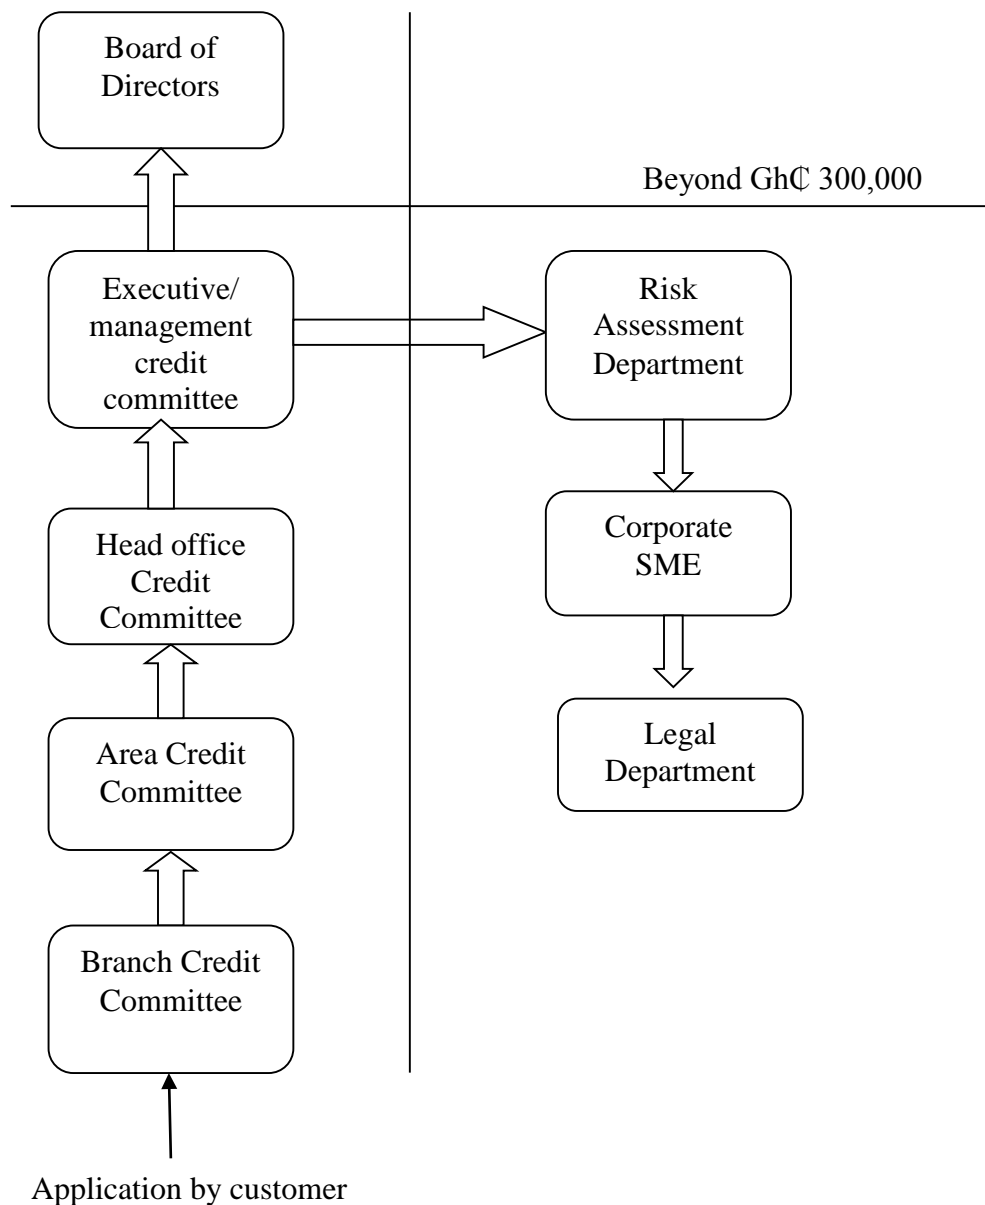 Board of
Directors
Beyond Gh₵ 300,000
Executive/
management
credit
committee
Risk
Assessment
Department
Head office
Credit
Committee
Corporate
SME
Area Credit
Committee
Legal
Department
Branch Credit
Committee
Application by customer